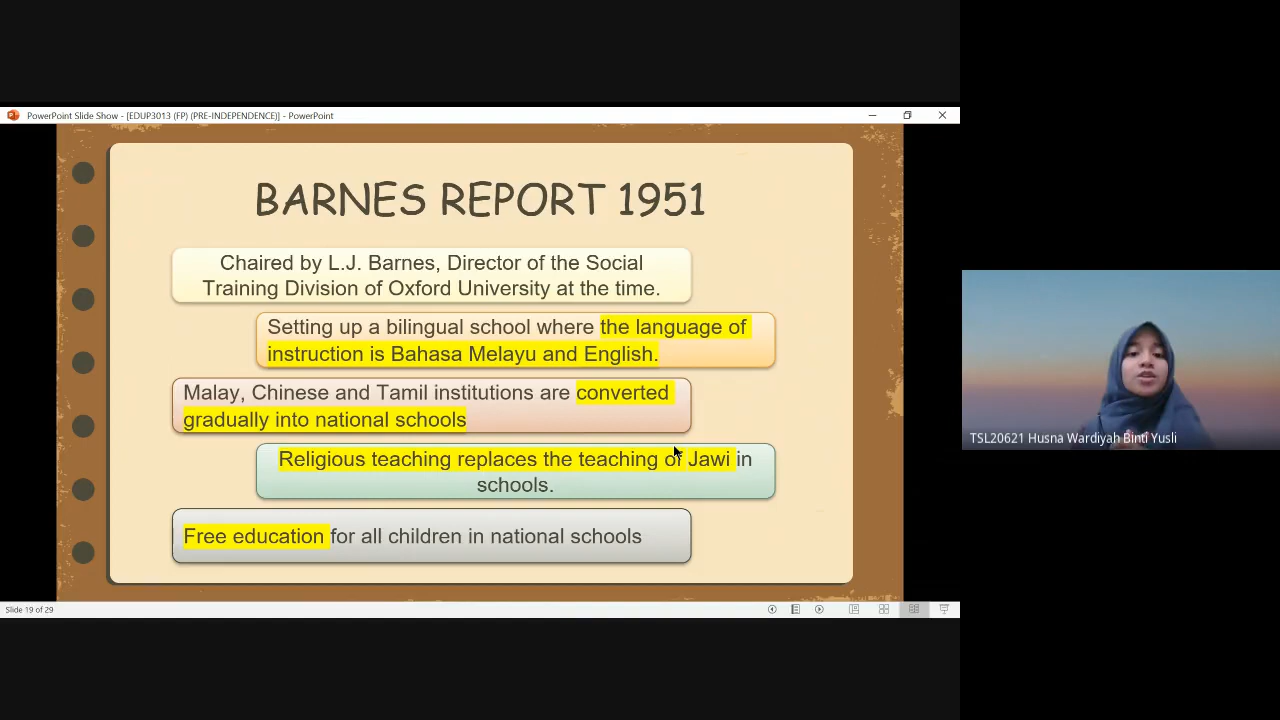 PowerPoint Slide Show - [EDUP3013 (FP) (PRE-INDEPENDENCE)] - PowerPoint
BARNES REPORT 1951
Chaired by L.J. Barnes, Director of the Social
Training Division of Oxford University at the time.
Setting up a bilingual school where the language of
instruction is Bahasa Melayu and English.
Malay, Chinese and Tamil institutions are converted
gradually into national schools
Religious teaching replaces the teaching of Jawi in
schools.
Free education for all children in national schools
TSL20621 Husna Wardiyah Binti Yusli
Slide 19 of 29